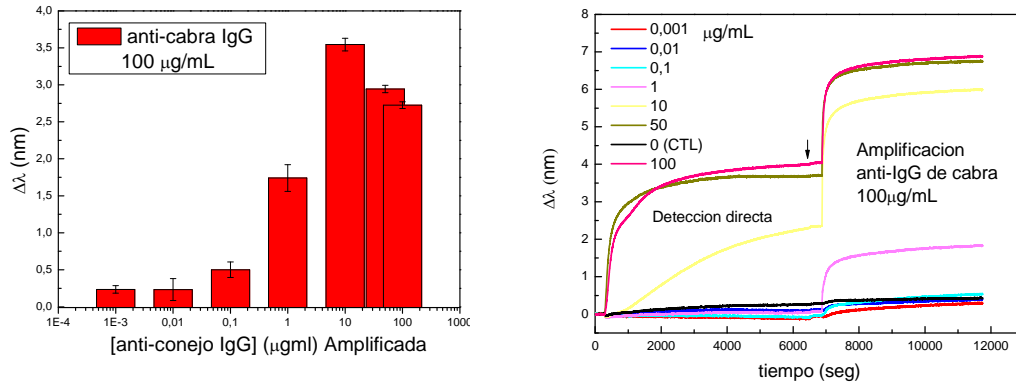 4,0
3,5
3,0
2,5
2,0
1,5
1,0
0,5
0,0
Δλ (nm)
anti-cabra IgG
100 μg/mL
1E-4 1E-3 0,01 0,1 1 10 100 1000
[anti-conejo IgG] (μgml) Amplificada
8
7
6
5
4
3
2
1
0
Δλ (nm)
0,001 μg/mL
0,01
0,1
1
10
50
0 (CTL)
100
Deteccion directa
Amplificacion
anti-IgG de cabra
100μg/mL
0 2000 4000 6000 8000 10000 12000
tiempo (seg)